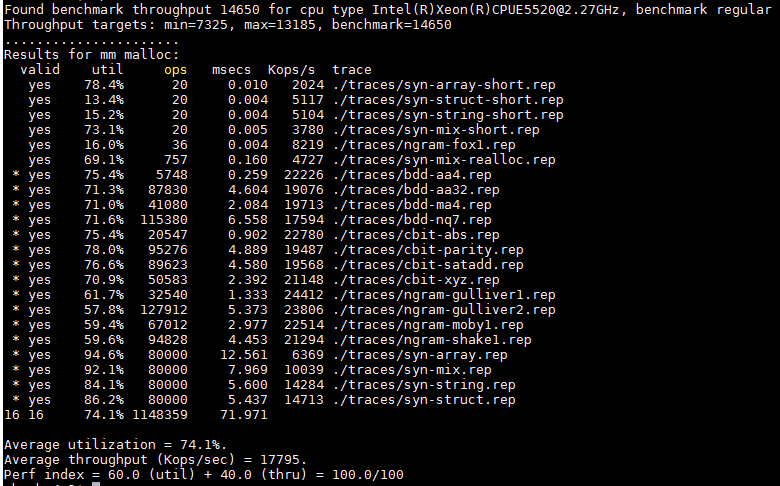 Found benchmark throughput 14650 for cpu type Intel(R)Xeon(R)CPUE5520@2.27GHz, benchmark regular
Throughput targets: min=7325, max=13185, benchmark=14650
......................
Results for mm malloc:
  valid    util     ops    msecs  Kops/s  trace
   yes    78.4%      20     0.010    2024 ./traces/syn-array-short.rep
   yes    13.4%      20     0.004    5117 ./traces/syn-struct-short.rep
   yes    15.2%      20     0.004    5104 ./traces/syn-string-short.rep
   yes    73.1%      20     0.005    3780 ./traces/syn-mix-short.rep
   yes    16.0%      36     0.004    8219 ./traces/ngram-fox1.rep
   yes    69.1%     757     0.160    4727 ./traces/syn-mix-realloc.rep
 * yes    75.4%    5748     0.259   22226 ./traces/bdd-aa4.rep
 * yes    71.3%   87830     4.604   19076 ./traces/bdd-aa32.rep
 * yes    71.0%   41080     2.084   19713 ./traces/bdd-ma4.rep
 * yes    71.6%  115380     6.558   17594 ./traces/bdd-nq7.rep
 * yes    75.4%   20547     0.902   22780 ./traces/cbit-abs.rep
 * yes    78.0%   95276     4.889   19487 ./traces/cbit-parity.rep
 * yes    76.6%   89623     4.580   19568 ./traces/cbit-satadd.rep
 * yes    70.9%   50583     2.392   21148 ./traces/cbit-xyz.rep
 * yes    61.7%   32540     1.333   24412 ./traces/ngram-gulliver1.rep
 * yes    57.8%  127912     5.373   23806 ./traces/ngram-gulliver2.rep
 * yes    59.4%   67012     2.977   22514 ./traces/ngram-moby1.rep
 * yes    59.6%   94828     4.453   21294 ./traces/ngram-shake1.rep
 * yes    94.6%   80000    12.561    6369 ./traces/syn-array.rep
 * yes    92.1%   80000     7.969   10039 ./traces/syn-mix.rep
 * yes    84.1%   80000     5.600   14284 ./traces/syn-string.rep
 * yes    86.2%   80000     5.437   14713 ./traces/syn-struct.rep
16 16     74.1% 1148359    71.971
Average utilization = 74.1%.
Average throughput (Kops/sec) = 17795.
Perf index = 60.0 (util) + 40.0 (thru) = 100.0/100